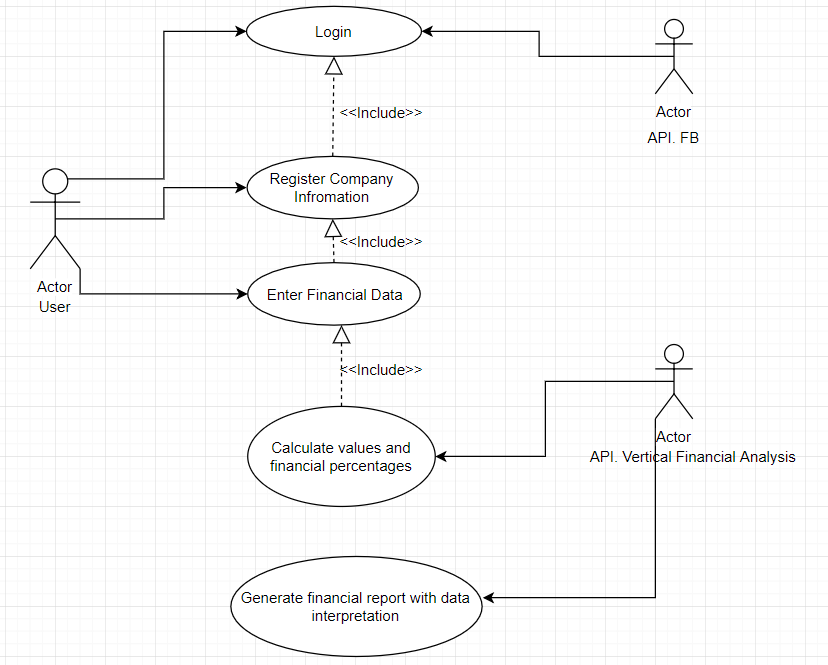 Login
Actor
API. FB
<<Include>>
Register Company
Infromation
<<Include>>
Actor
User
Enter Financial Data
<<Include>>
Actor
API. Vertical Financial Analysis
Calculate values and
financial percentages
Generate financial report with data
interpretation